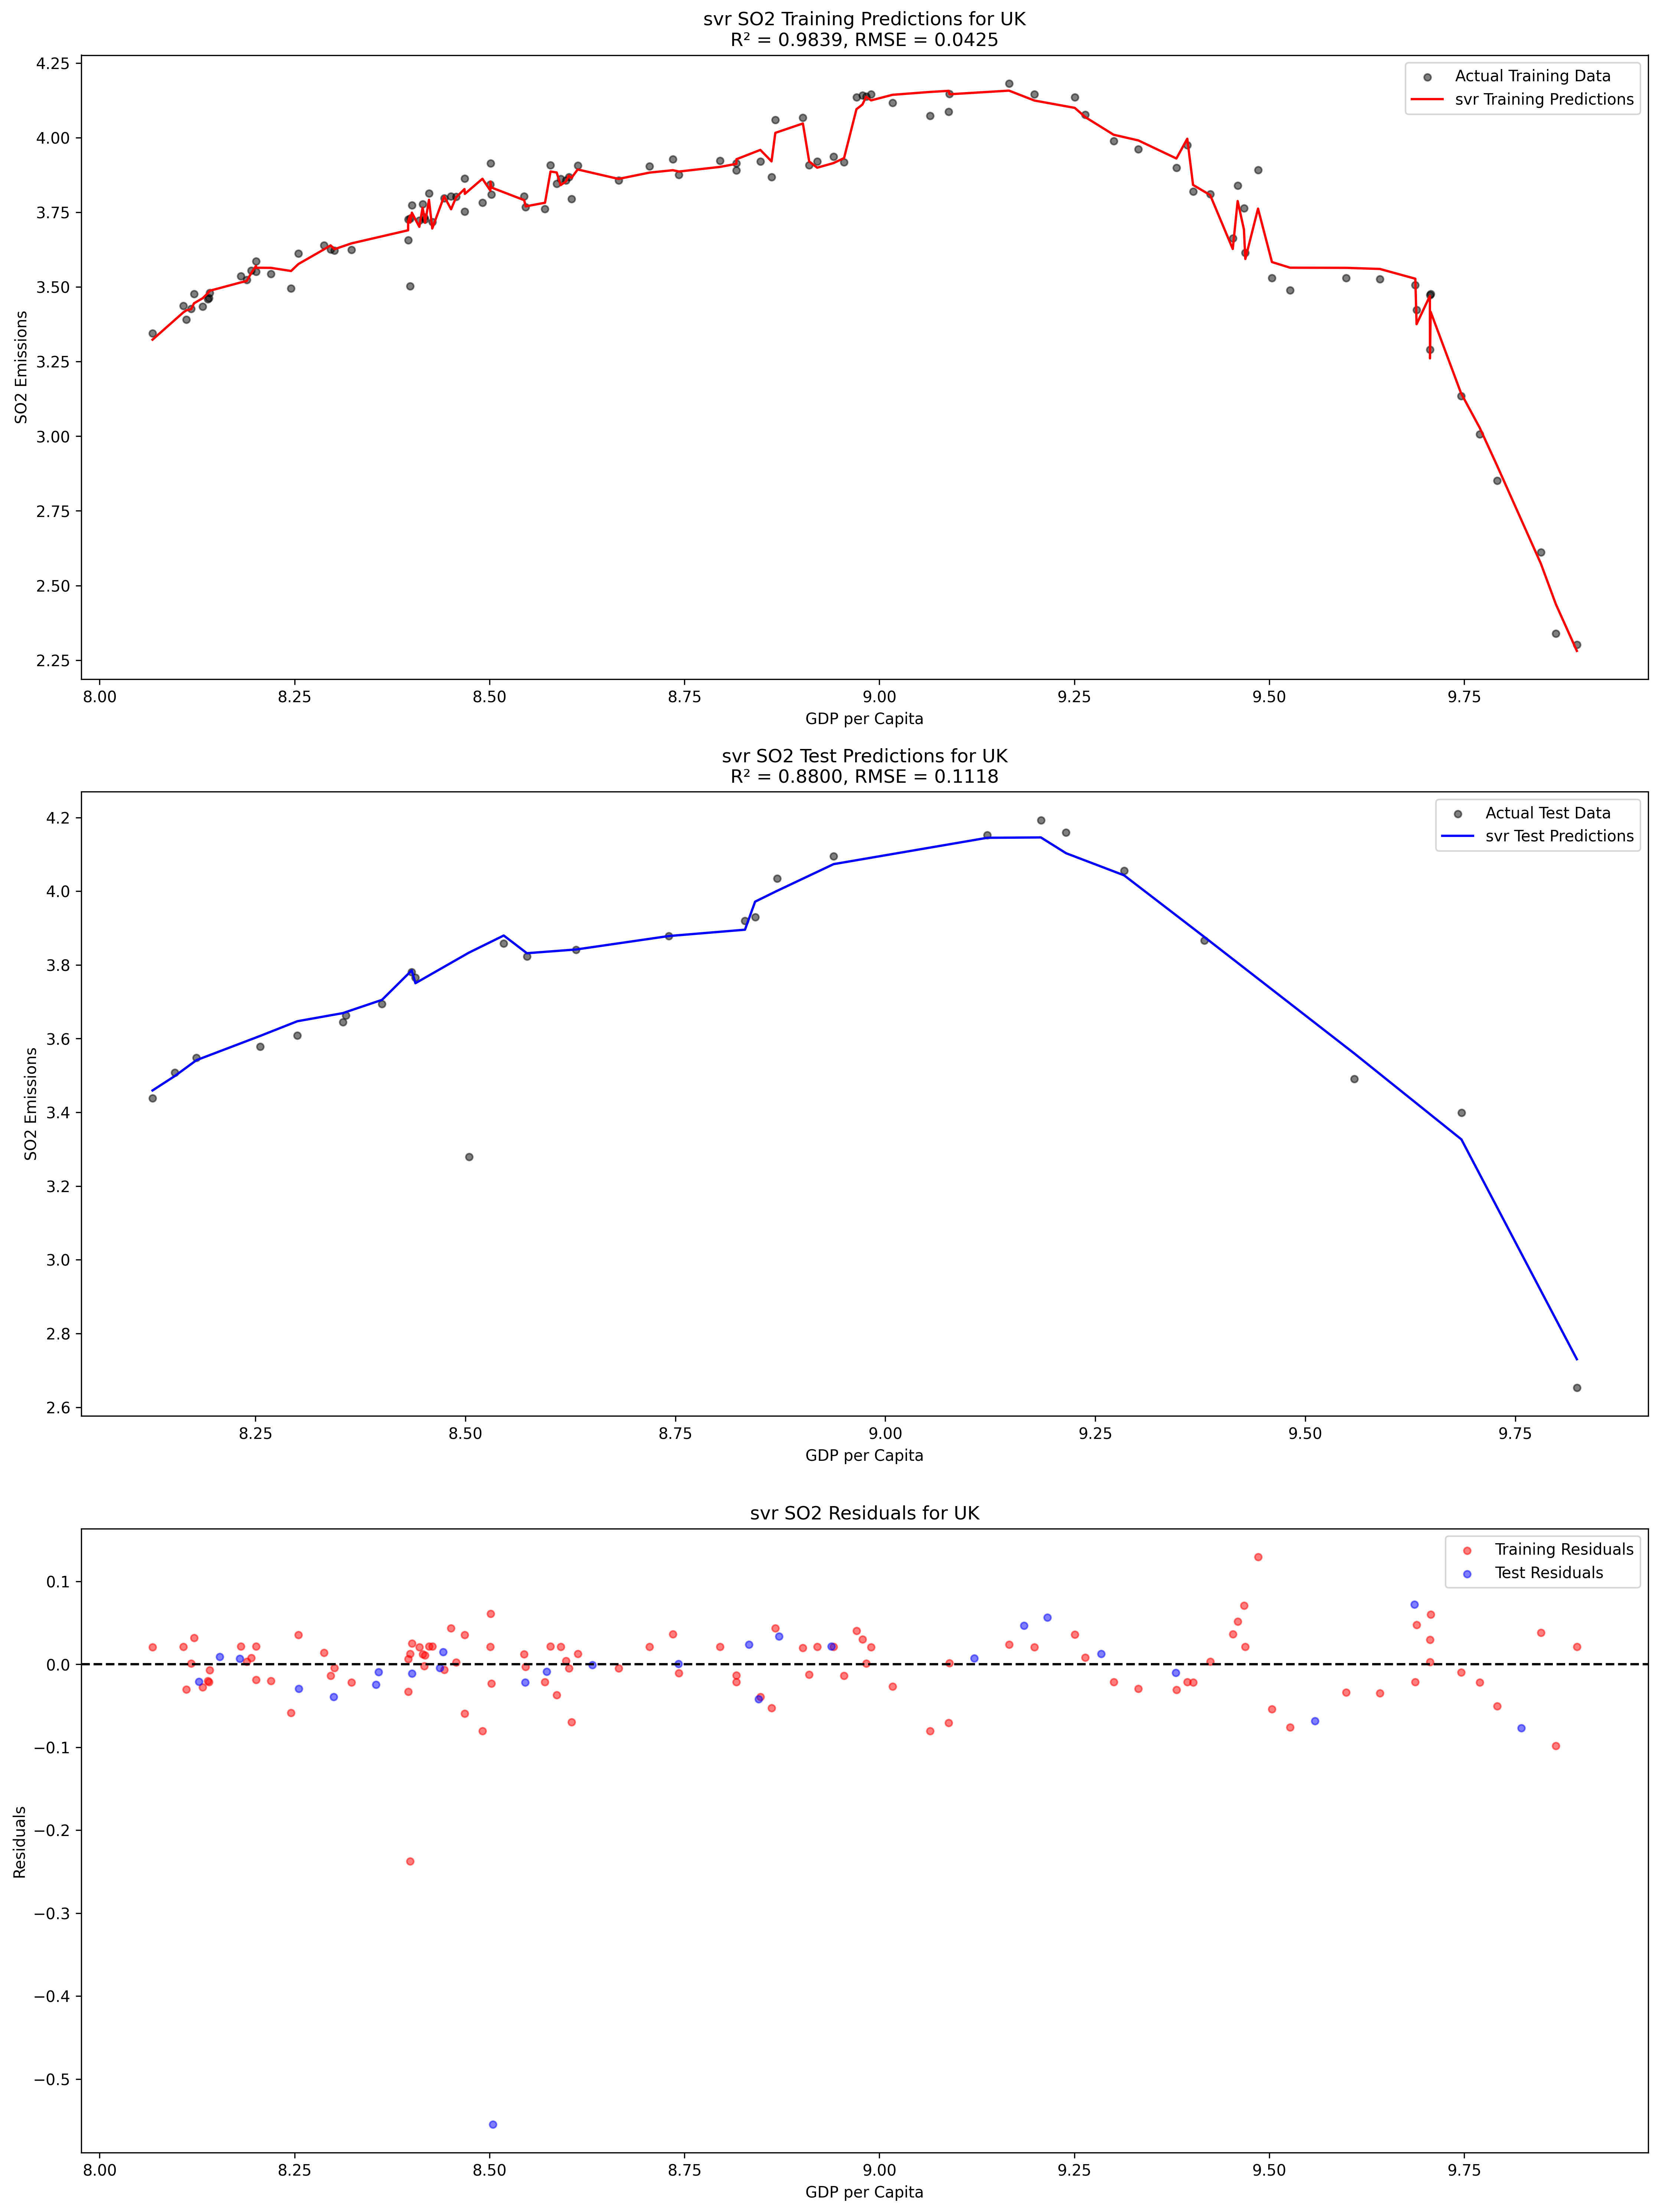 svr SO2 Training Predictions for UK
R² = 0.9839, RMSE = 0.0425
Actual Training Data
svr Training Predictions
SO2 Emissions
4.25
4.00
3.75
3.50
3.25
3.00
2.75
2.50
2.25
8.00 8.25 8.50 8.75 9.00 9.25 9.50 9.75
GDP per Capita
svr SO2 Test Predictions for UK
R² = 0.8800, RMSE = 0.1118
Actual Test Data
svr Test Predictions
SO2 Emissions
4.2
4.0
3.8
3.6
3.4
3.2
3.0
2.8
2.6
8.25 8.50 8.75 9.00 9.25 9.50 9.75
GDP per Capita
svr SO2 Residuals for UK
Training Residuals
Test Residuals
Residuals
0.1
0.0
−0.1
−0.2
−0.3
−0.4
−0.5
8.00 8.25 8.50 8.75 9.00 9.25 9.50 9.75
GDP per Capita